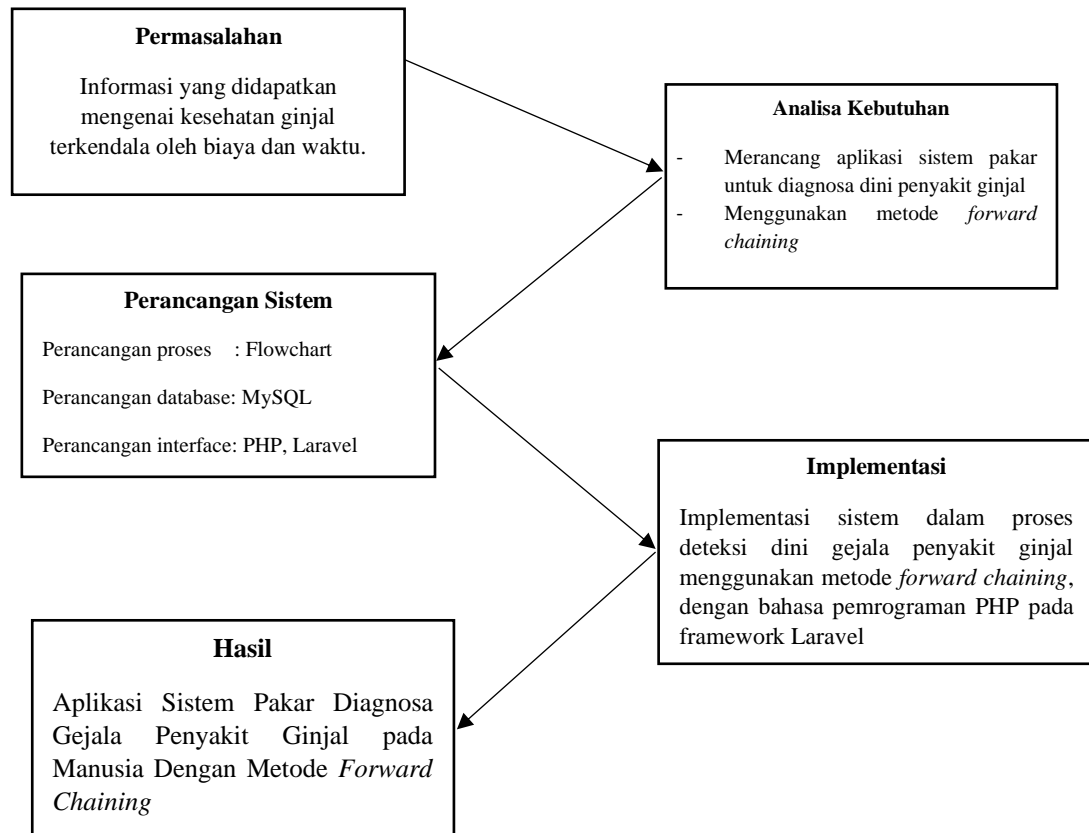 Permasalahan
Informasi yang didapatkan
mengenai kesehatan ginjal
terkendala oleh biaya dan waktu.
Analisa Kebutuhan
- Merancang aplikasi sistem pakar
untuk diagnosa dini penyakit ginjal
- Menggunakan metode forward
chaining
Perancangan Sistem
Perancangan proses : Flowchart
Perancangan database: MySQL
Perancangan interface: PHP, Laravel
Implementasi
Implementasi sistem dalam proses
deteksi dini gejala penyakit ginjal
menggunakan metode forward chaining,
dengan bahasa pemrograman PHP pada
framework Laravel
Hasil
Aplikasi Sistem Pakar Diagnosa
Gejala Penyakit Ginjal pada
Manusia Dengan Metode Forward
Chaining